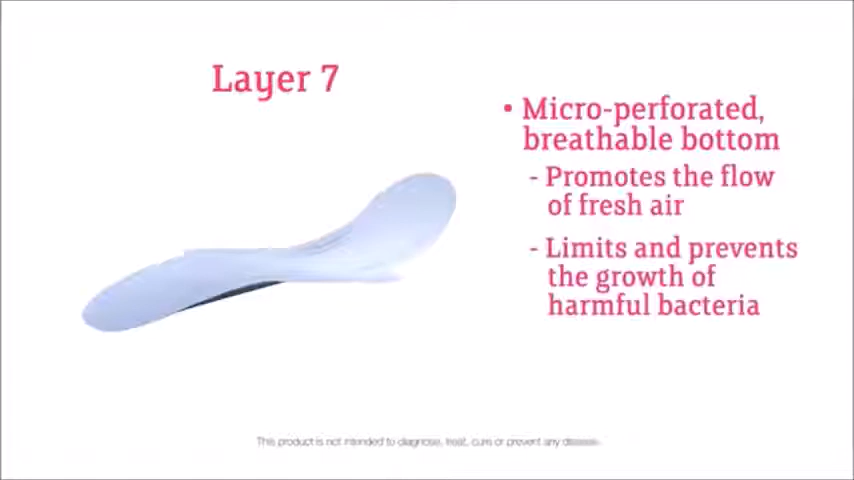 Layer 7
• Micro-perforated,
breathable bottom
- Promotes the flow
of fresh air
- Limits and prevents
the growth of
harmful bacteria
This product is not intended to diagnose, treat, cure or prevent any disease.